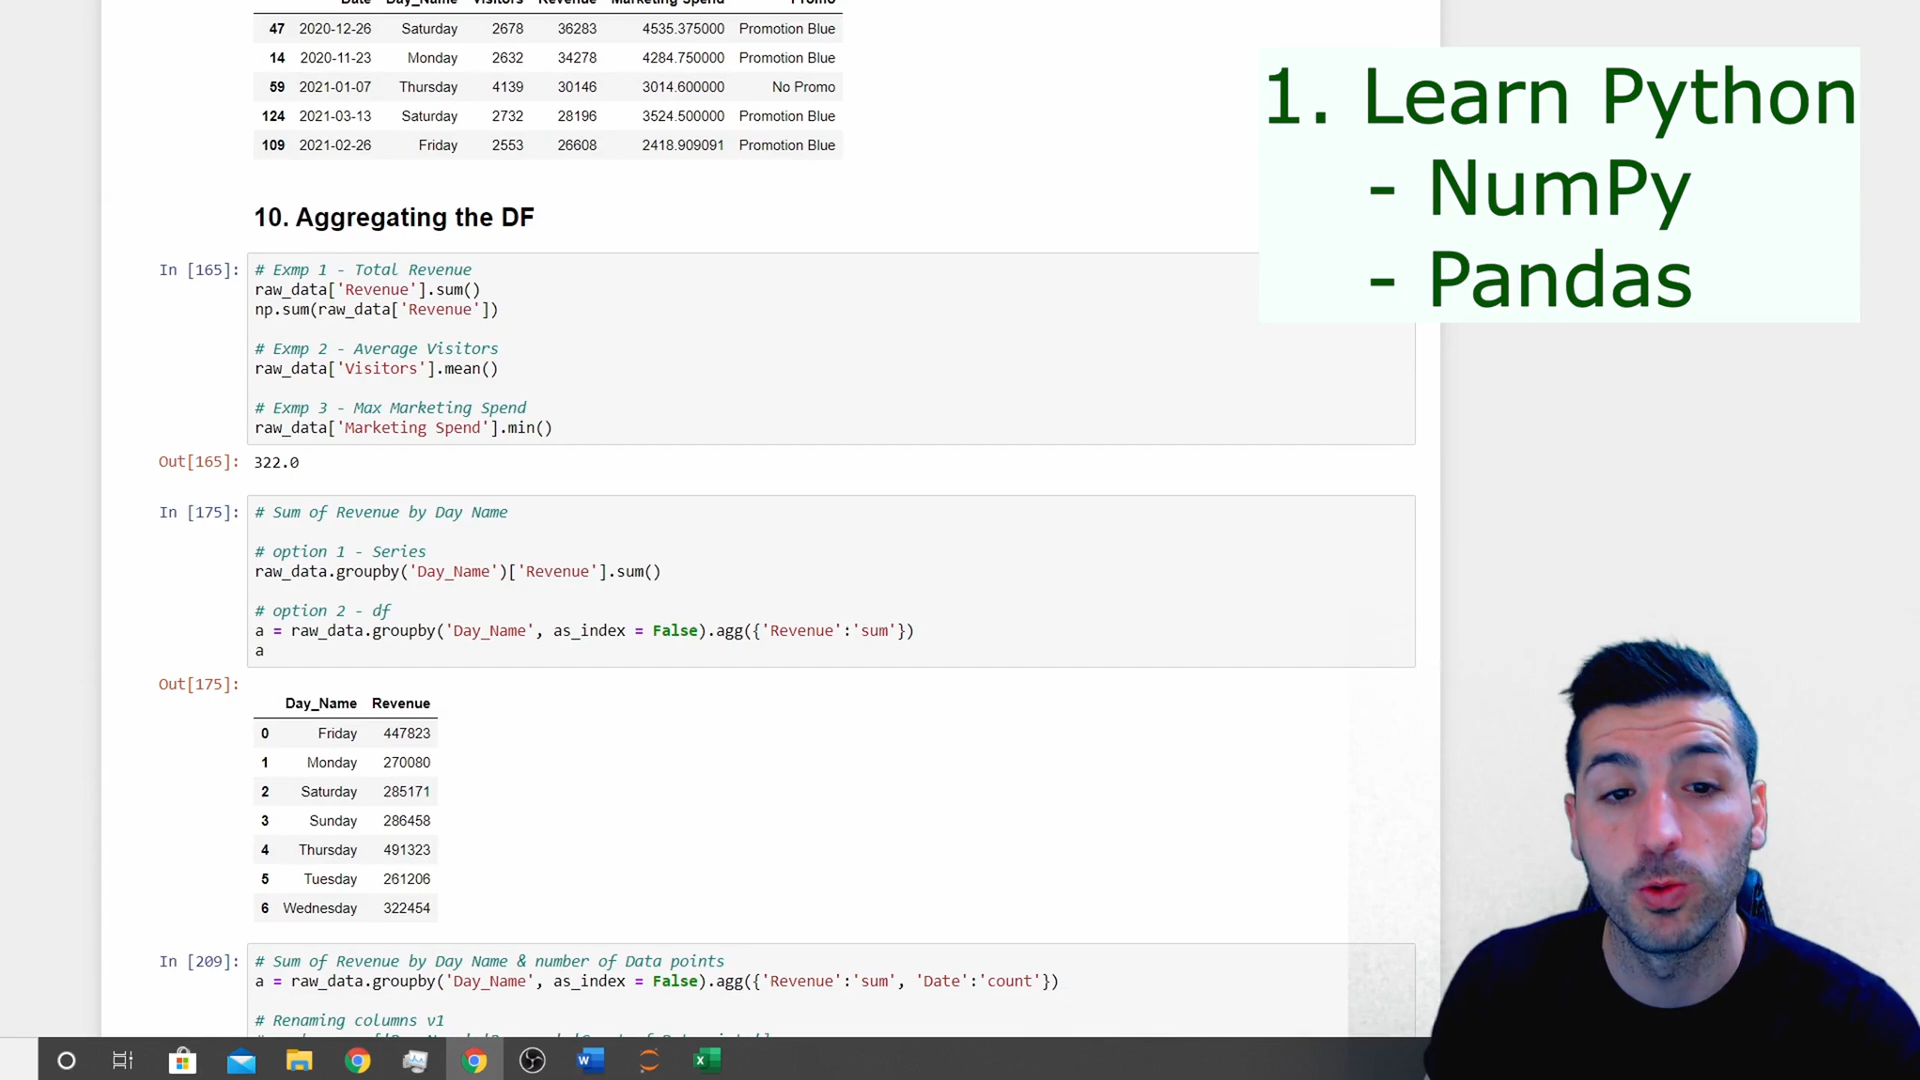 Date Day_Name Visitors Revenue Marketing Spend Promo
47 2020-12-26 Saturday 2678 36283 4535.375000 Promotion Blue
14 2020-11-23 Monday 2632 34278 4284.750000 Promotion Blue
59 2021-01-07 Thursday 4139 30146 3014.600000 No Promo
124 2021-03-13 Saturday 2732 28196 3524.500000 Promotion Blue
109 2021-02-26 Friday 2553 26608 2418.909091 Promotion Blue
1. Learn Python
- NumPy
- Pandas
10. Aggregating the DF
In [165]: # Exmp 1 - Total Revenue
raw_data['Revenue'].sum()
np.sum(raw_data['Revenue'])
# Exmp 2 - Average Visitors
raw_data['Visitors'].mean()
# Exmp 3 - Max Marketing Spend
raw_data['Marketing Spend'].min()
Out[165]: 322.0
In [175]: # Sum of Revenue by Day Name
# option 1 - Series
raw_data.groupby('Day_Name')['Revenue'].sum()
# option 2 - df
a = raw_data.groupby('Day_Name', as_index = False).agg({'Revenue':'sum'})
a
Out[175]:
Day_Name Revenue
0 Friday 447823
1 Monday 270080
2 Saturday 285171
3 Sunday 286458
4 Thursday 491323
5 Tuesday 261206
6 Wednesday 322454
In [209]: # Sum of Revenue by Day Name & number of Data points
a = raw_data.groupby('Day_Name', as_index = False).agg({'Revenue':'sum', 'Date':'count'})
# Renaming columns v1